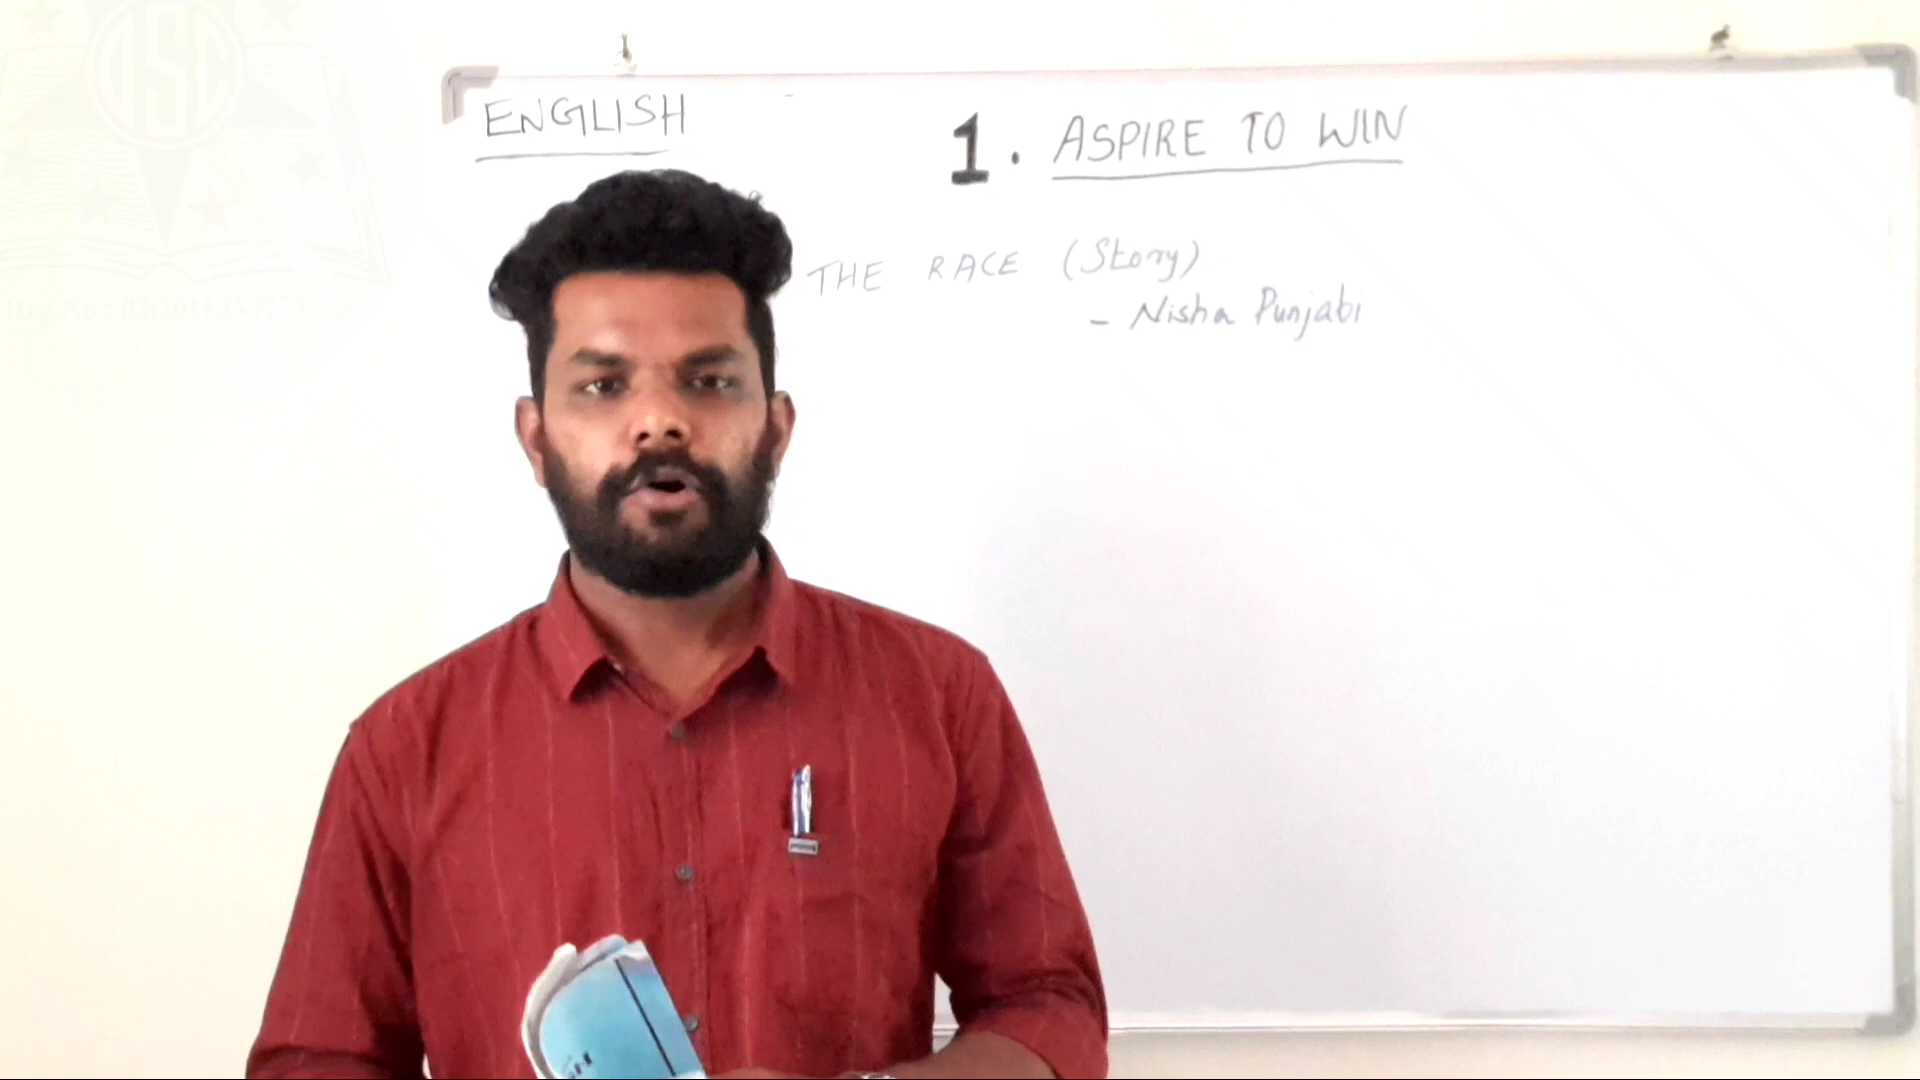 ENGLISH
1. ASPIRE TO WIN
THE RACE (Story)
- Nisha Punjabi